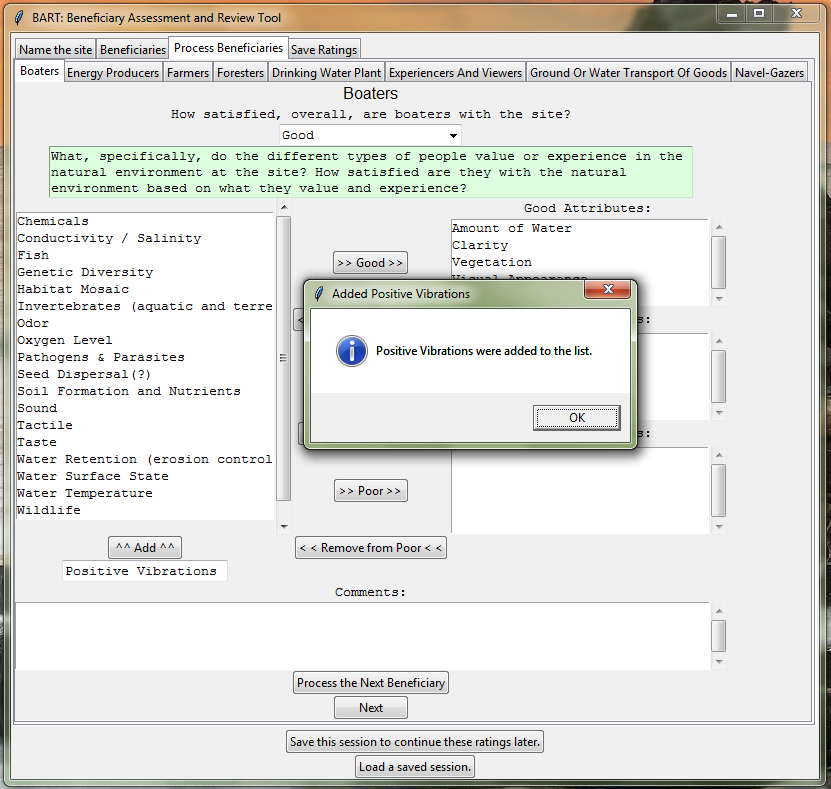 BART: Beneficiary Assessment and Review Tool
Name the site Beneficiaries Process Beneficiaries Save Ratings
Boaters Energy Producers Farmers Foresters Drinking Water Plant Experiencers And Viewers Ground Or Water Transport Of Goods Navel-Gazers
Boaters
How satisfied, overall, are boaters with the site?
Good
What, specifically, do the different types of people value or experience in the
natural environment at the site? How satisfied are they with the natural
environment based on what they value and experience?
Chemicals
Conductivity / Salinity
Fish
Genetic Diversity
Habitat Mosaic
Invertebrates (aquatic and terre
Odor
Oxygen Level
Pathogens & Parasites
Seed Dispersal(?)
Soil Formation and Nutrients
Sound
Tactile
Taste
Water Retention (erosion control
Water Surface State
Water Temperature
Wildlife
^^ Add ^^
Positive Vibrations
>> Good >>
Good Attributes:
Amount of Water
Clarity
Vegetation
Visual Appearance
Added Positive Vibrations
Positive Vibrations were added to the list.
OK
<
s:
s:
>> Poor >>
< < Remove from Poor < <
Comments:
Process the Next Beneficiary
Next
Save this session to continue these ratings later.
Load a saved session.